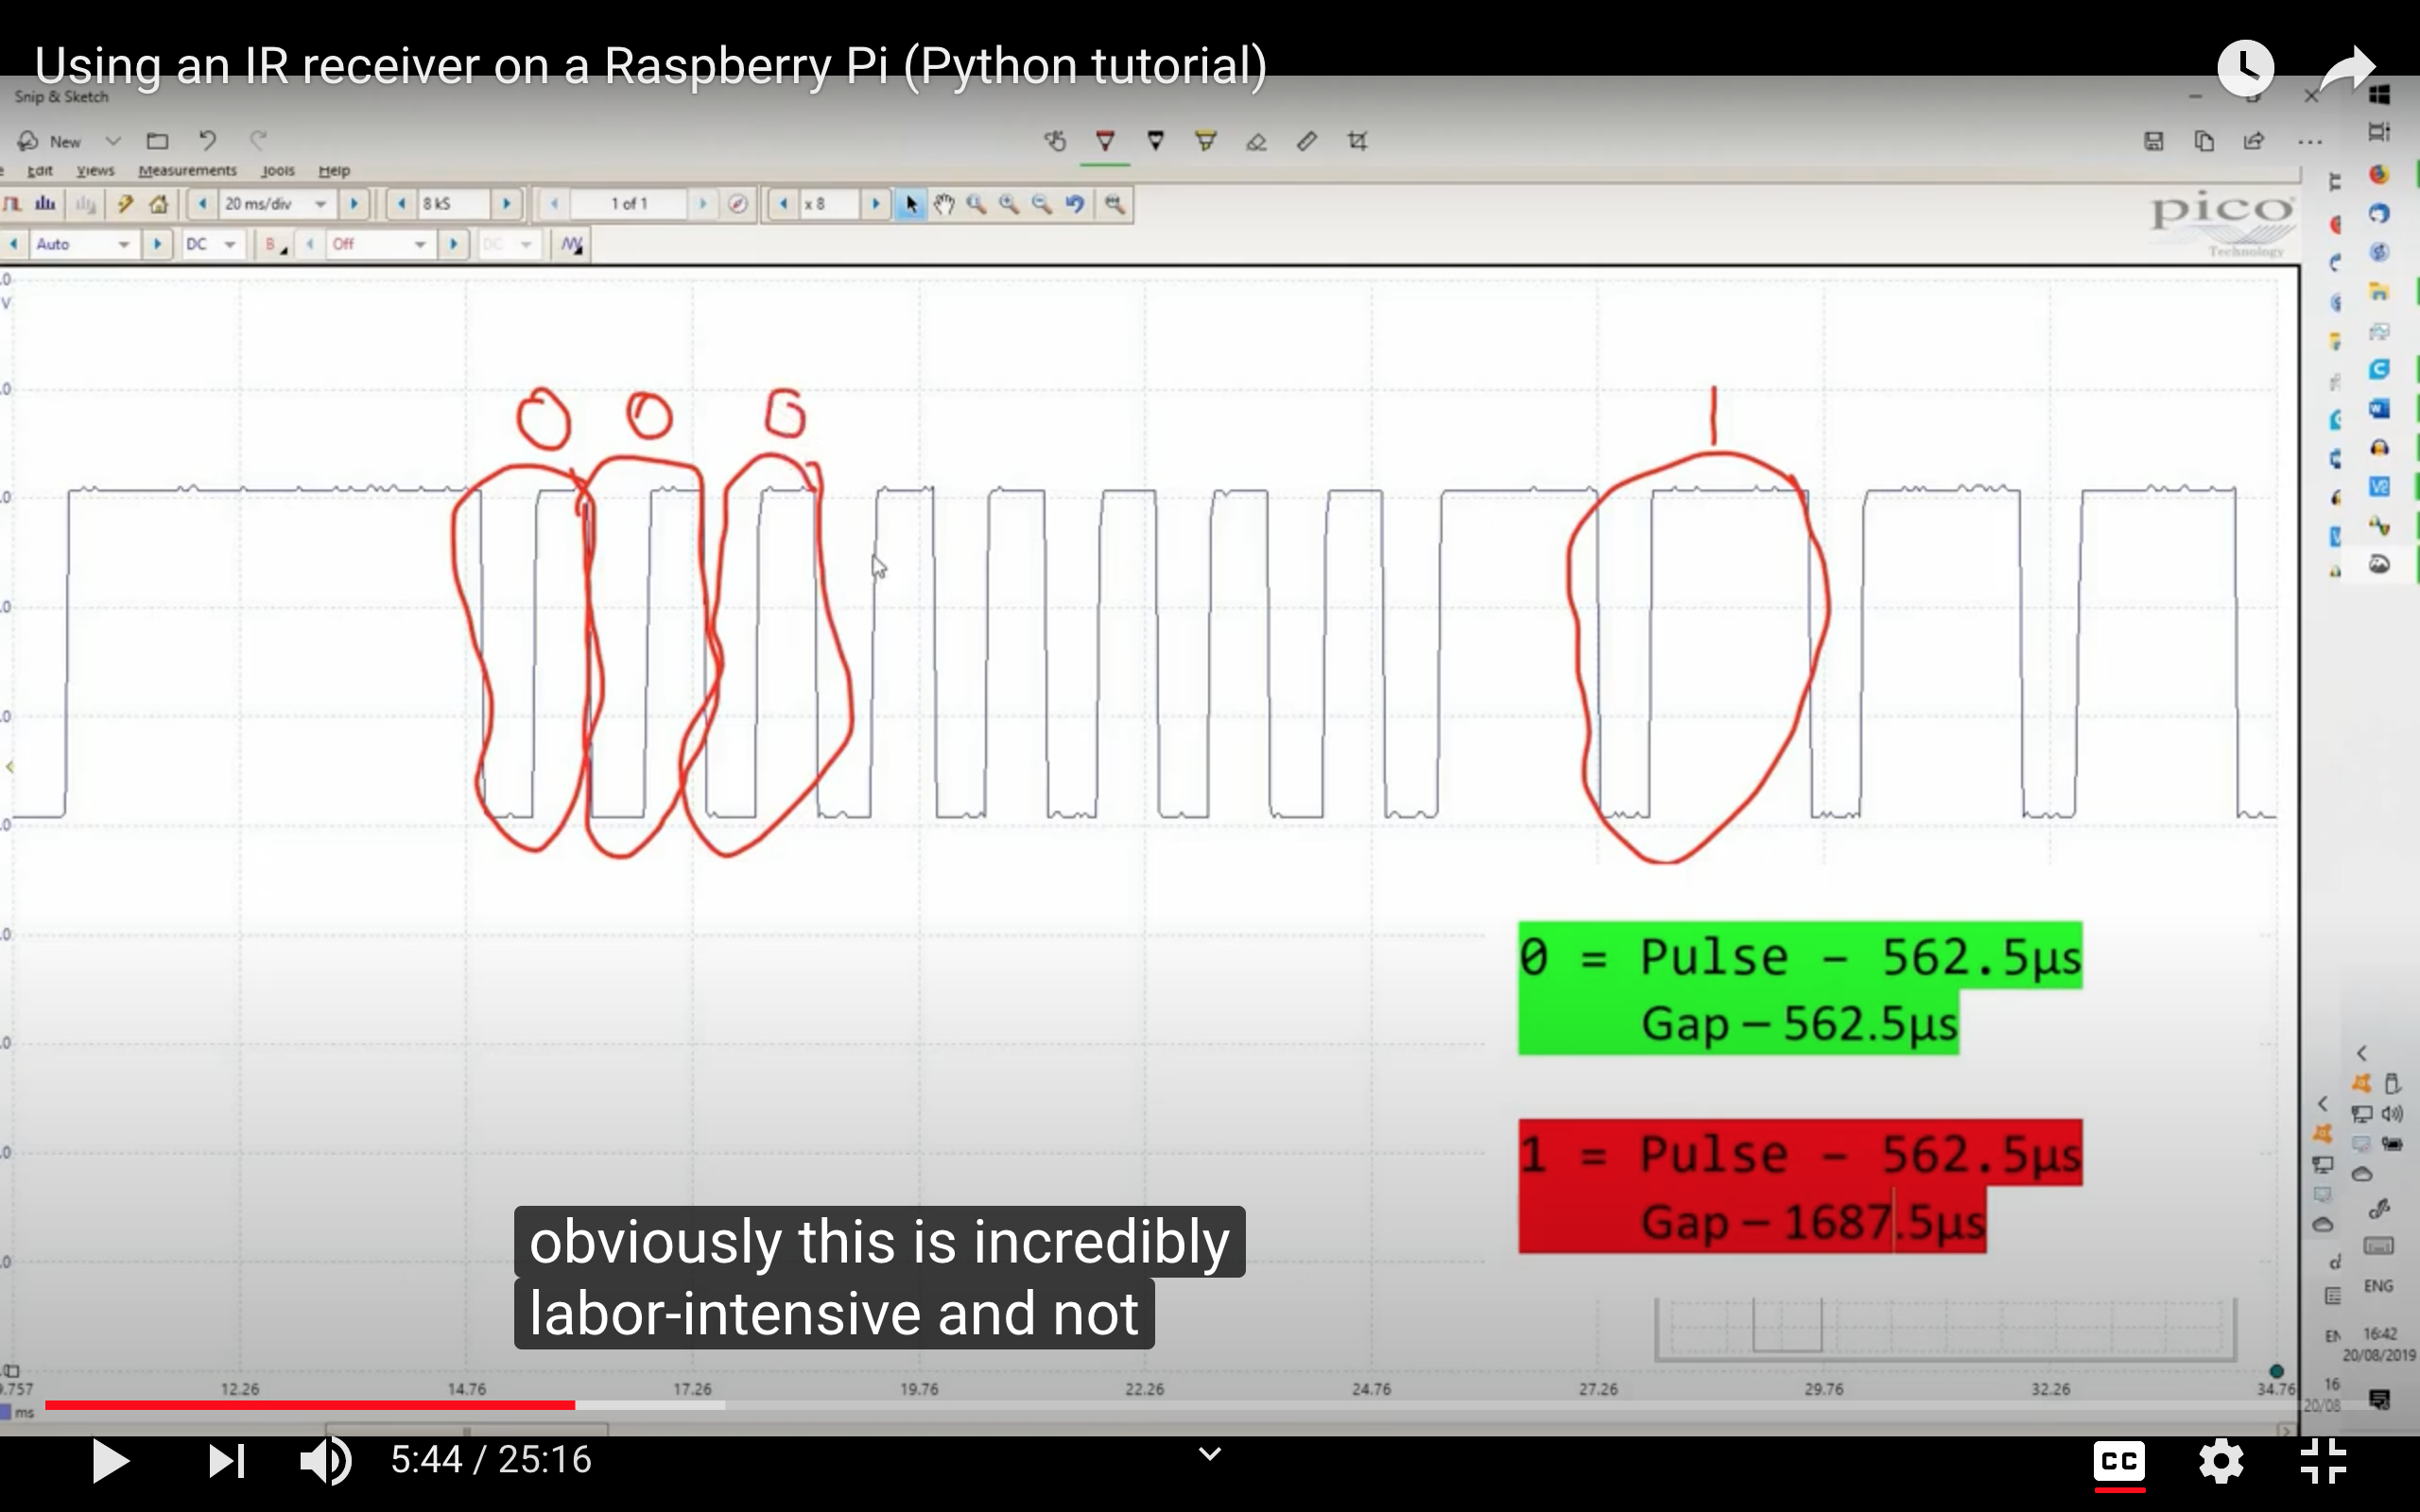 Using an IR receiver on a Raspberry Pi (Python tutorial)
Snip & Sketch
New
Edit Views Measurements Tools Help
20 ms/div 8 kS 1 of 1 x 8
Auto DC B Off DC
pico
Technology
V
0 0 0 1
0 = Pulse – 562.5µs
Gap – 562.5µs
1 = Pulse – 562.5µs
Gap – 1687.5µs
obviously this is incredibly
labor-intensive and not
ENG
16:42
20/08/2019
12.26 14.76 17.26 19.76 22.26 24.76 27.26 29.76 32.26 34.76
ms
5:44 / 25:16
CC